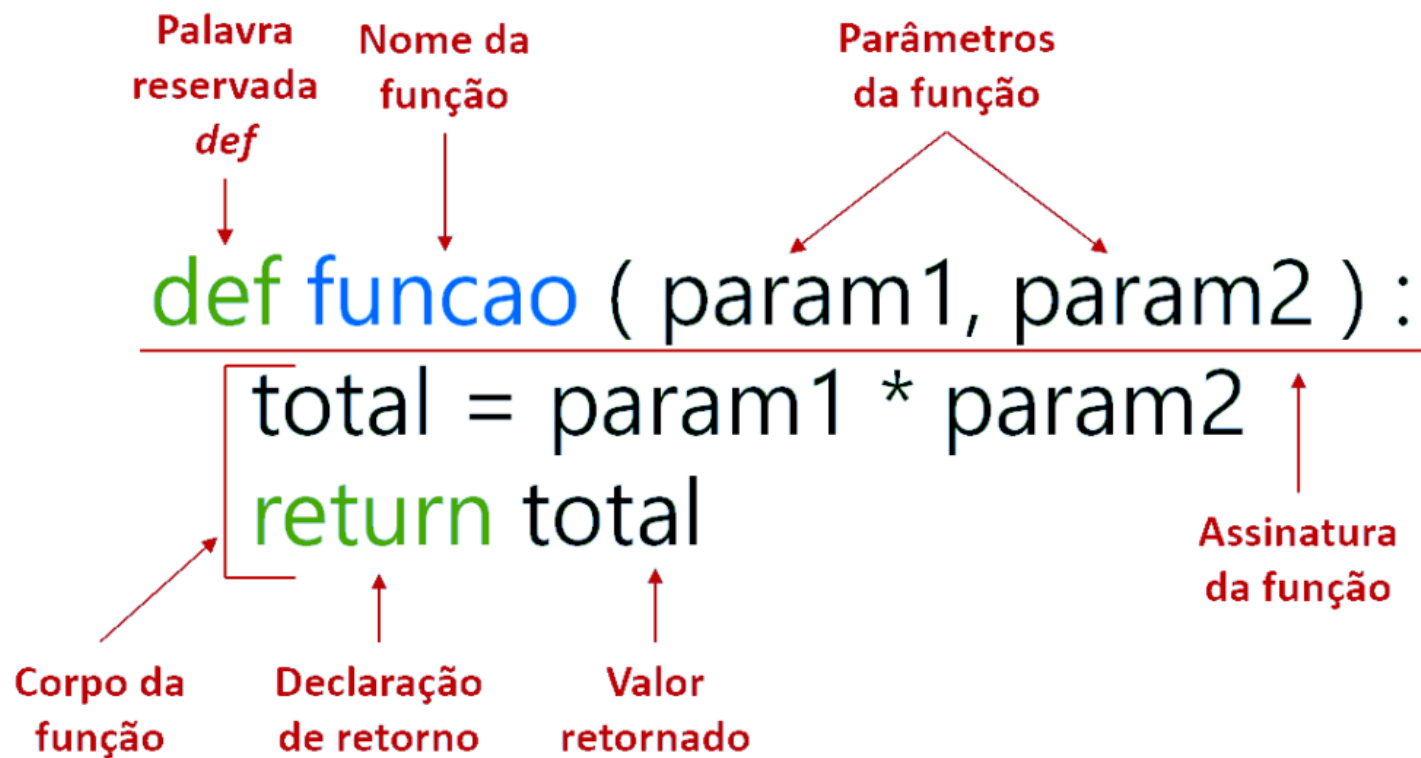 Palavra
reservada
def
Nome da
função
Parâmetros
da função
def funcao ( param1, param2 ) :
total = param1 * param2
return total
Assinatura
da função
Corpo da
função
Declaração
de retorno
Valor
retornado